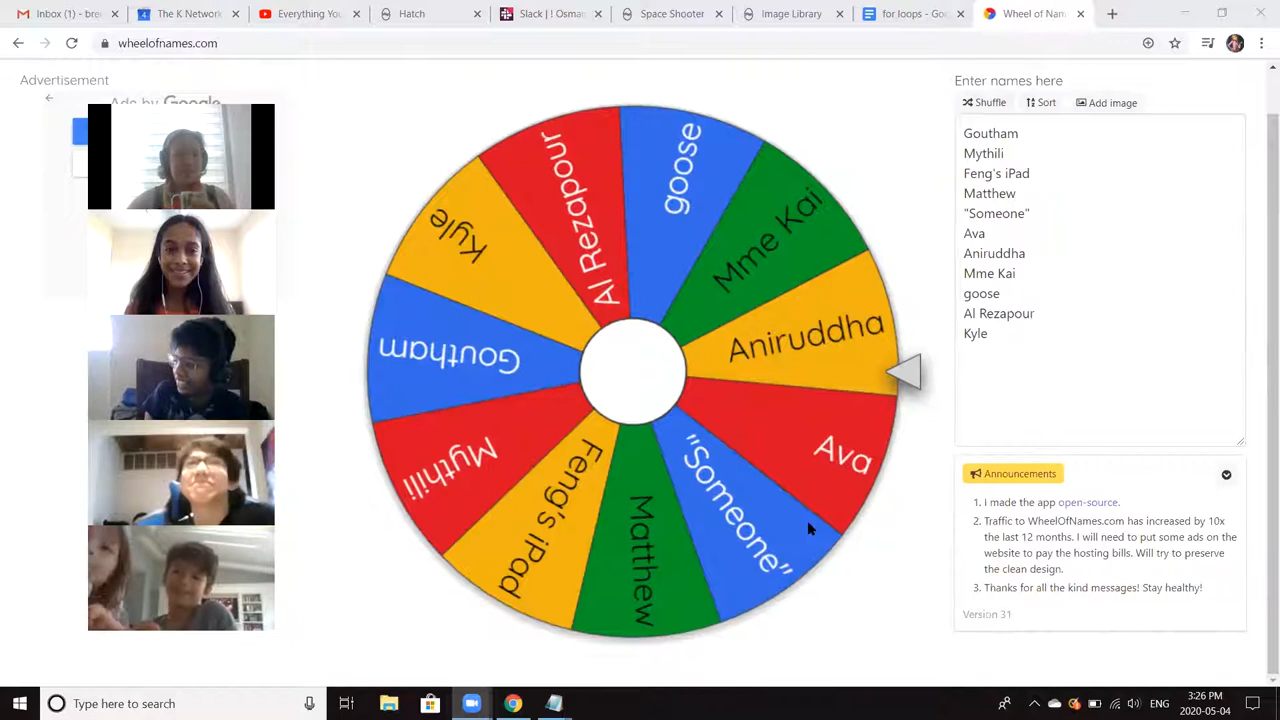 Inbox (1) - bre
The K Network
Everything You
Hatch
Slack | l Osma
Space Shooter
Image Library
for loops - Goo
Wheel of Nam
wheelofnames.com
Advertisement
Ads by Google
Kyle
Al Rezapour
goose
Mme Kai
Aniruddha
Ava
"Someone"
Matthew
Feng's iPad
Mythili
Goutham
Enter names here
Shuffle
Sort
Add image
Goutham
Mythili
Feng's iPad
Matthew
"Someone"
Ava
Aniruddha
Mme Kai
goose
Al Rezapour
Kyle
Announcements
1. I made the app open-source.
2. Traffic to WheelOfNames.com has increased by 10x
the last 12 months. I will need to put some ads on the
website to pay the hosting bills. Will try to preserve
the clean design.
3. Thanks for all the kind messages! Stay healthy!
Version 31
Type here to search
ENG
3:26 PM
2020-05-04